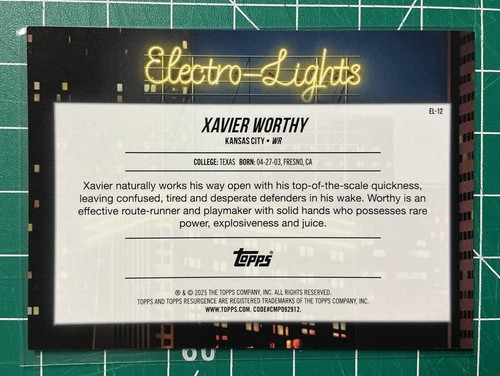 Electro-Lights
EL-12
XAVIER WORTHY
KANSAS CITY • WR
COLLEGE: TEXAS BORN: 04-27-03, FRESNO, CA
Xavier naturally works his way open with his top-of-the-scale quickness,
leaving confused, tired and desperate defenders in his wake. Worthy is an
effective route-runner and playmaker with solid hands who possesses rare
power, explosiveness and juice.
topps
® & © 2025 THE TOPPS COMPANY, INC. ALL RIGHTS RESERVED.
TOPPS AND TOPPS RESURGENCE ARE REGISTERED TRADEMARKS OF THE TOPPS COMPANY, INC.
WWW.TOPPS.COM. CODE#CMP092912.